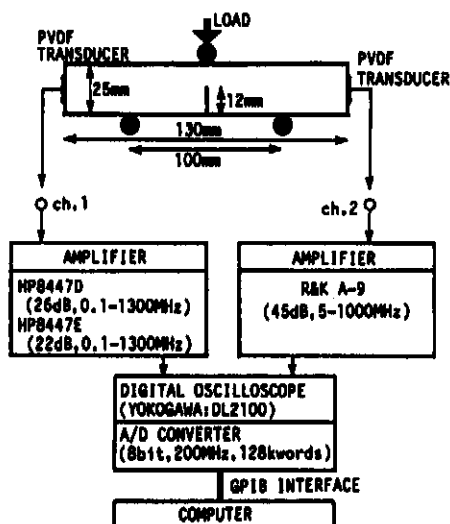 LOAD
PVDF
TRANSDUCER
PVDF
TRANSDUCER
25mm
12mm
130mm
100mm
ch.1
ch.2
AMPLIFIER
HP8447D
(26dB,0.1-1300MHz)
HP8447E
(22dB,0.1-1300MHz)
AMPLIFIER
R&K A-9
(45dB,5-1000MHz)
DIGITAL OSCILLOSCOPE
(YOKOGAWA:DL2100)
A/D CONVERTER
(8bit,200MHz,128kwords)
GPIB INTERFACE
COMPUTER